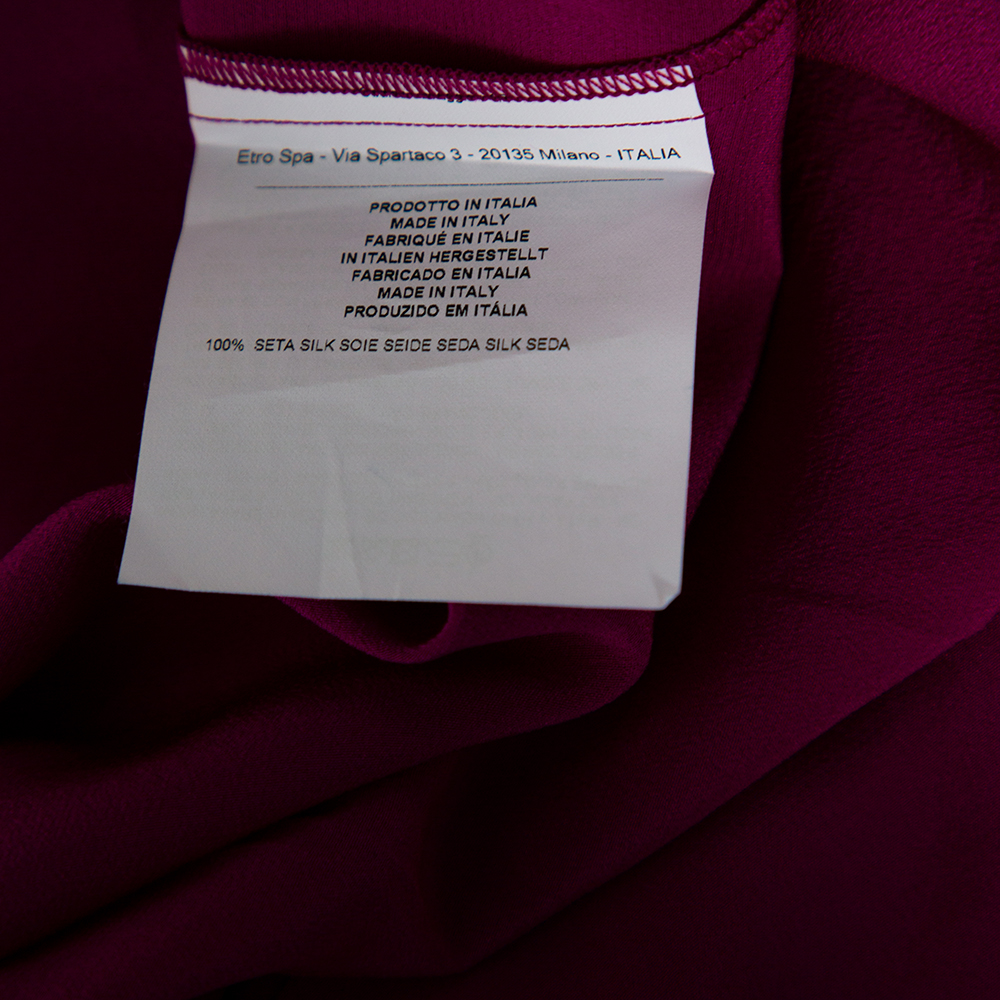 Etro Spa - Via Spartaco 3 - 20135 Milano - ITALIA
PRODOTTO IN ITALIA
MADE IN ITALY
FABRIQUÉ EN ITALIE
IN ITALIEN HERGESTELLT
FABRICADO EN ITALIA
MADE IN ITALY
PRODUZIDO EM ITÁLIA
100% SETA SILK SOIE SEIDE SEDA SILK SEDA